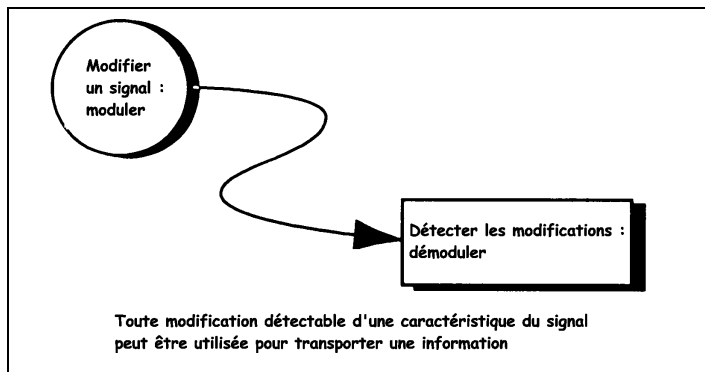 Modifier
un signal :
moduler
Détecter les modifications :
démoduler
Toute modification détectable d'une caractéristique du signal
peut être utilisée pour transporter une information